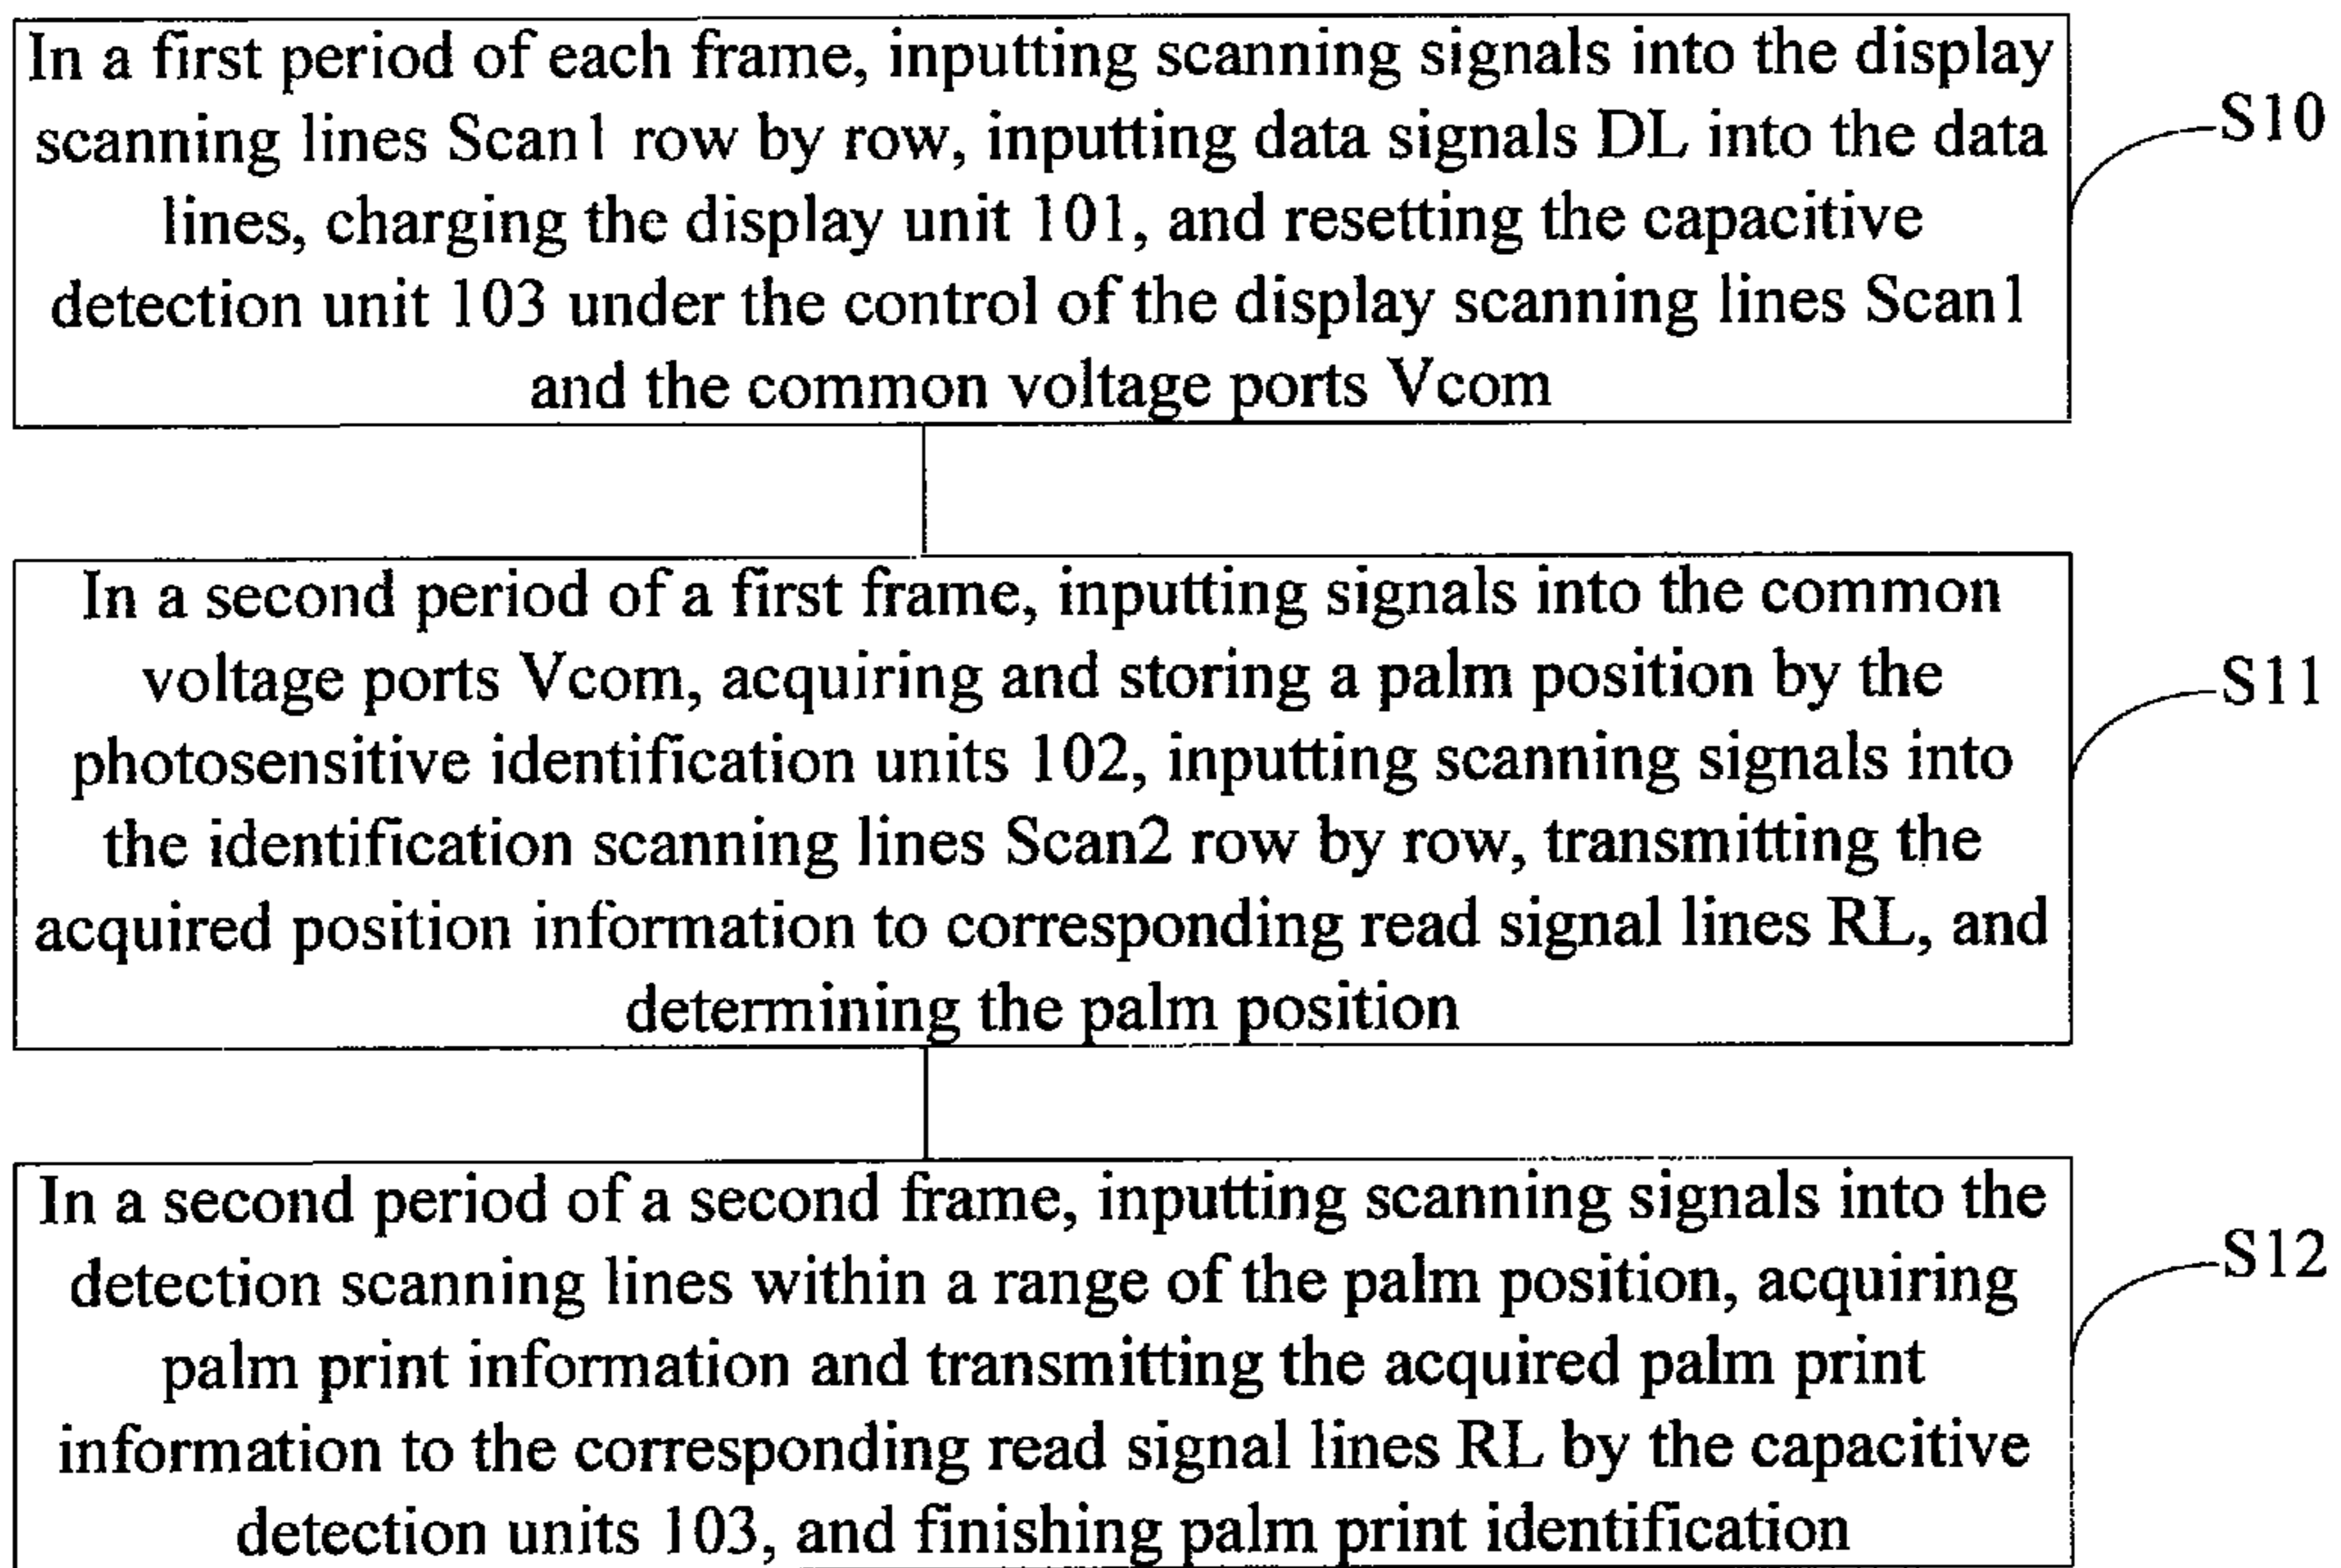 In a first period of each frame, inputting scanning signals into the display
scanning lines Scan1 row by row, inputting data signals DL into the data
lines, charging the display unit 101, and resetting the capacitive
detection unit 103 under the control of the display scanning lines Scan1
and the common voltage ports Vcom
S10
In a second period of a first frame, inputting signals into the common
voltage ports Vcom, acquiring and storing a palm position by the
photosensitive identification units 102, inputting scanning signals into
the identification scanning lines Scan2 row by row, transmitting the
acquired position information to corresponding read signal lines RL, and
determining the palm position
S11
In a second period of a second frame, inputting scanning signals into the
detection scanning lines within a range of the palm position, acquiring
palm print information and transmitting the acquired palm print
information to the corresponding read signal lines RL by the capacitive
detection units 103, and finishing palm print identification
S12